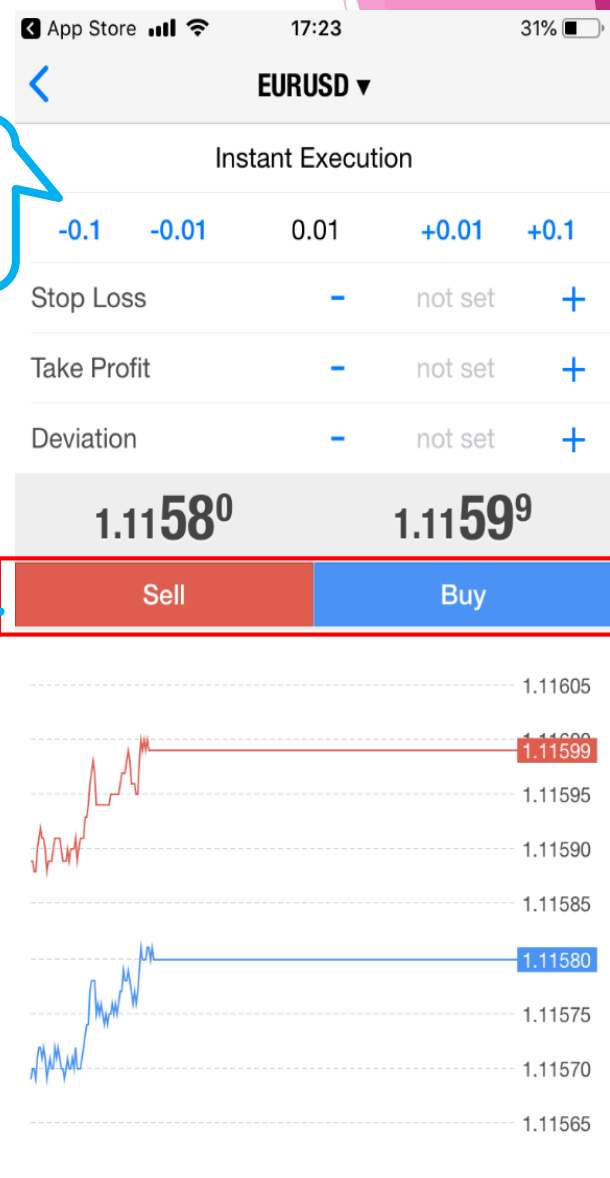 App Store 17:23 31%
EURUSD ▾
Instant Execution
-0.1 -0.01 0.01 +0.01 +0.1
Stop Loss - not set +
Take Profit - not set +
Deviation - not set +
1.11580 1.11599
Sell Buy
1.11605
1.11600
1.11599
1.11595
1.11590
1.11585
1.11580
1.11575
1.11570
1.11565